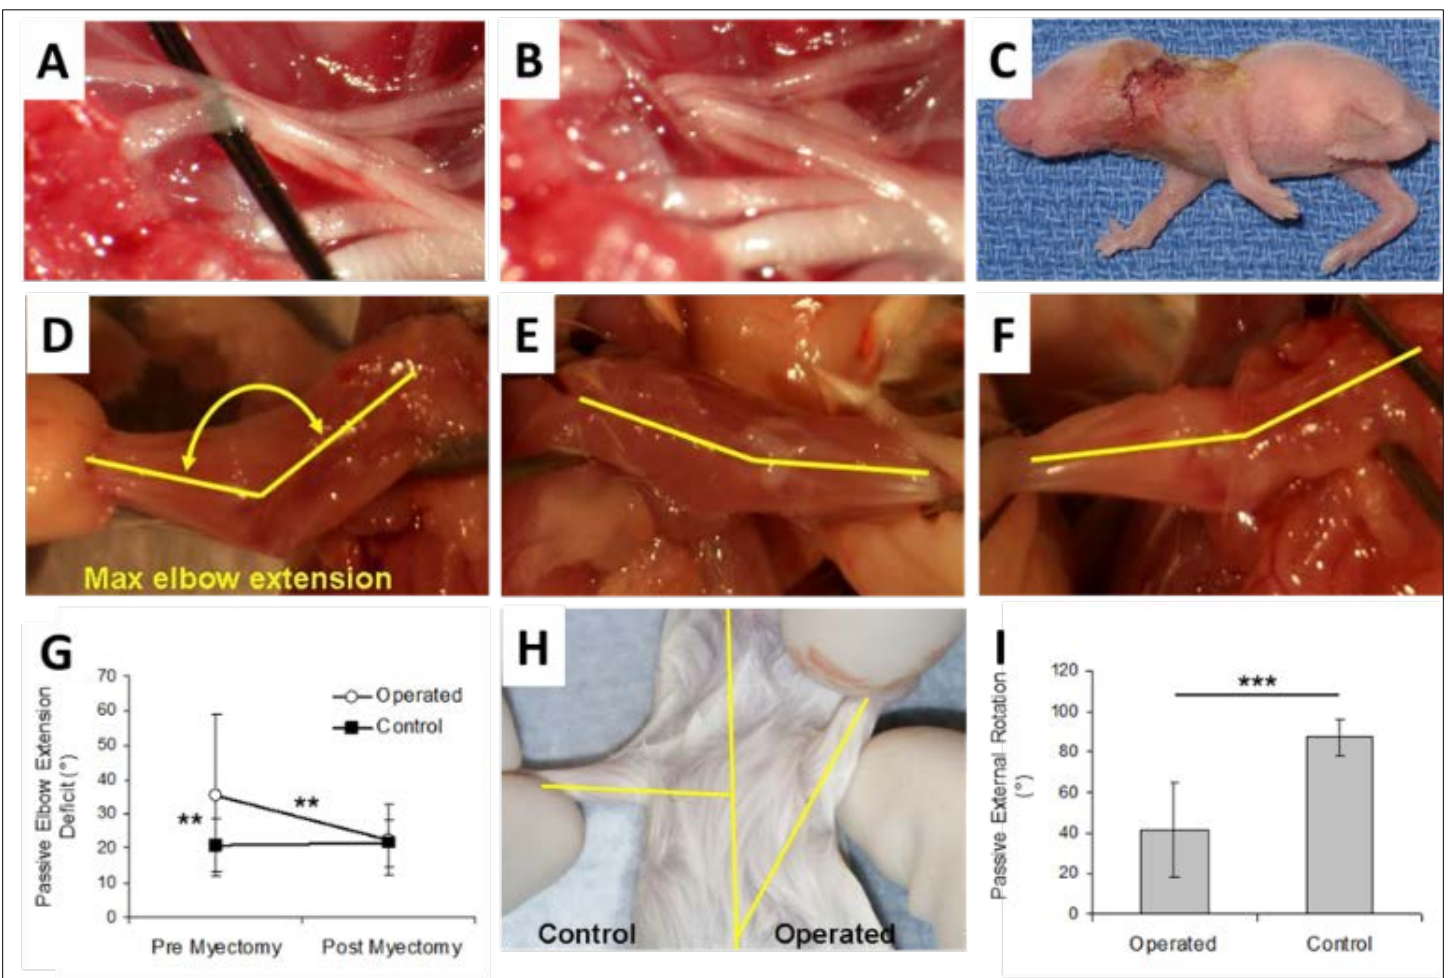 A
B
C
D
E
F
Max elbow extension
G
Passive Elbow Extension
Deficit (°)
70
60
50
40
30
20
10
0
Operated
Control
**
**
Pre Myectomy
Post Myectomy
H
Control
Operated
I
Passive External Rotation
(°)
120
100
80
60
40
20
0
***
Operated
Control